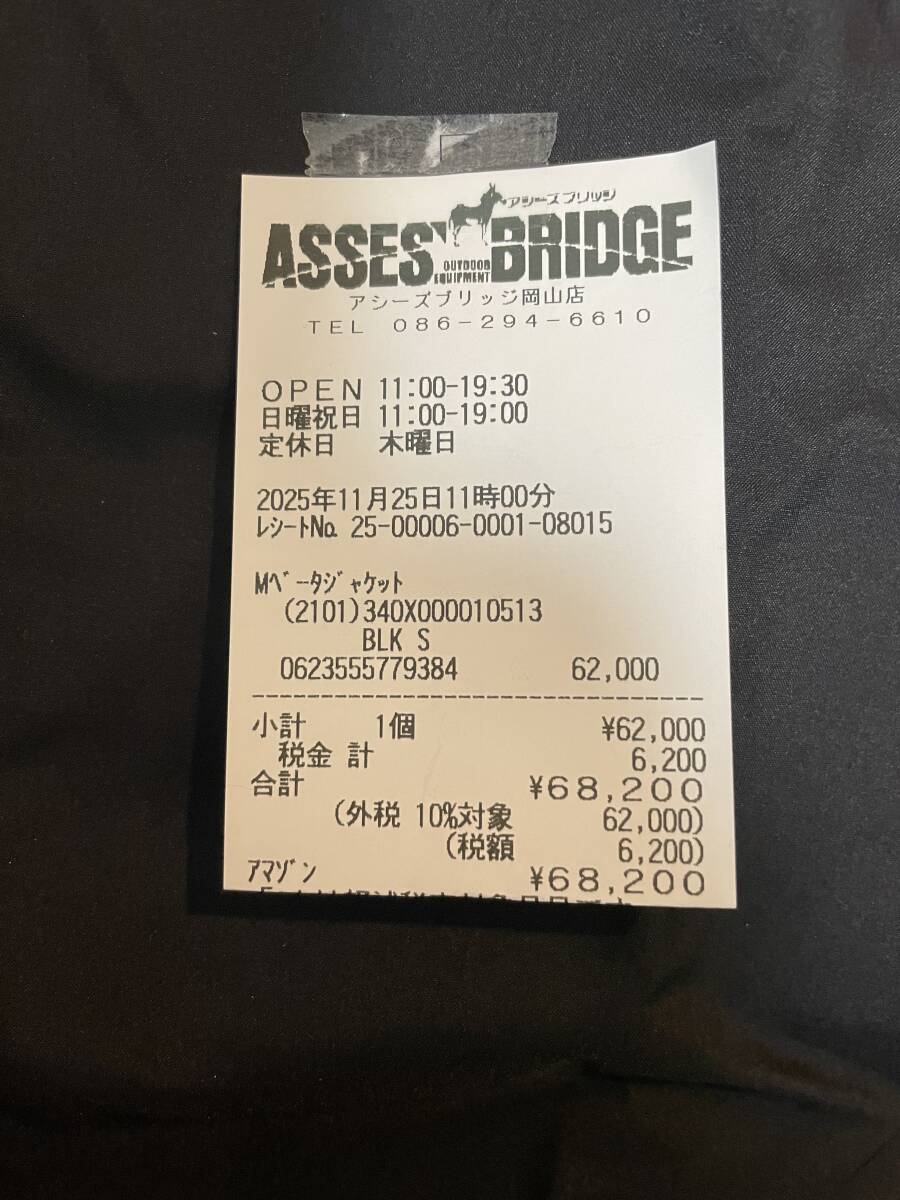 アシーズブリッジ
ASSES' BRIDGE
OUTDOOR
EQUIPMENT
アシーズブリッジ岡山店
TEL 086-294-6610
OPEN 11:00-19:30
日曜祝日 11:00-19:00
定休日 木曜日
2025年11月25日11時00分
ﾚｼｰﾄNo. 25-00006-0001-08015
Mﾍﾞｰﾀｼﾞｬｹｯﾄ
(2101)340X000010513
BLK S
0623555779384 62,000
小計 1個 ¥62,000
税金 計 6,200
合計 ¥68,200
(外税 10%対象 62,000)
(税額 6,200)
ｱﾏｿﾞﾝ ¥68,200